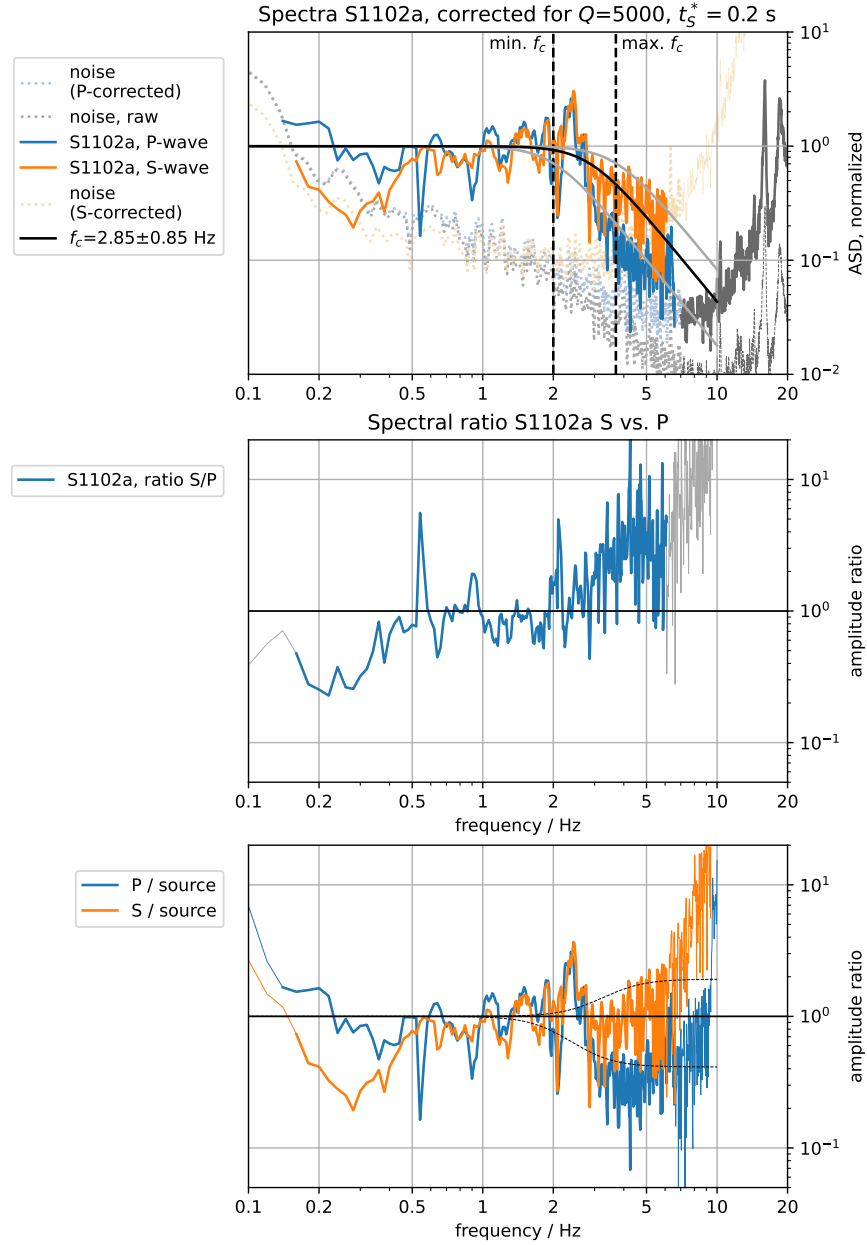 Spectra S1102a, corrected for Q=5000, t_S^* = 0.2 s
min. f_c
max. f_c
noise
(P-corrected)
noise, raw
S1102a, P-wave
S1102a, S-wave
noise
(S-corrected)
f_c=2.85±0.85 Hz
10^1
10^0
10^-1
10^-2
ASD, normalized
0.1 0.2 0.5 1 2 5 10 20
Spectral ratio S1102a S vs. P
S1102a, ratio S/P
10^1
10^0
10^-1
amplitude ratio
0.1 0.2 0.5 1 2 5 10 20
frequency / Hz
P / source
S / source
10^1
10^0
10^-1
amplitude ratio
0.1 0.2 0.5 1 2 5 10 20
frequency / Hz